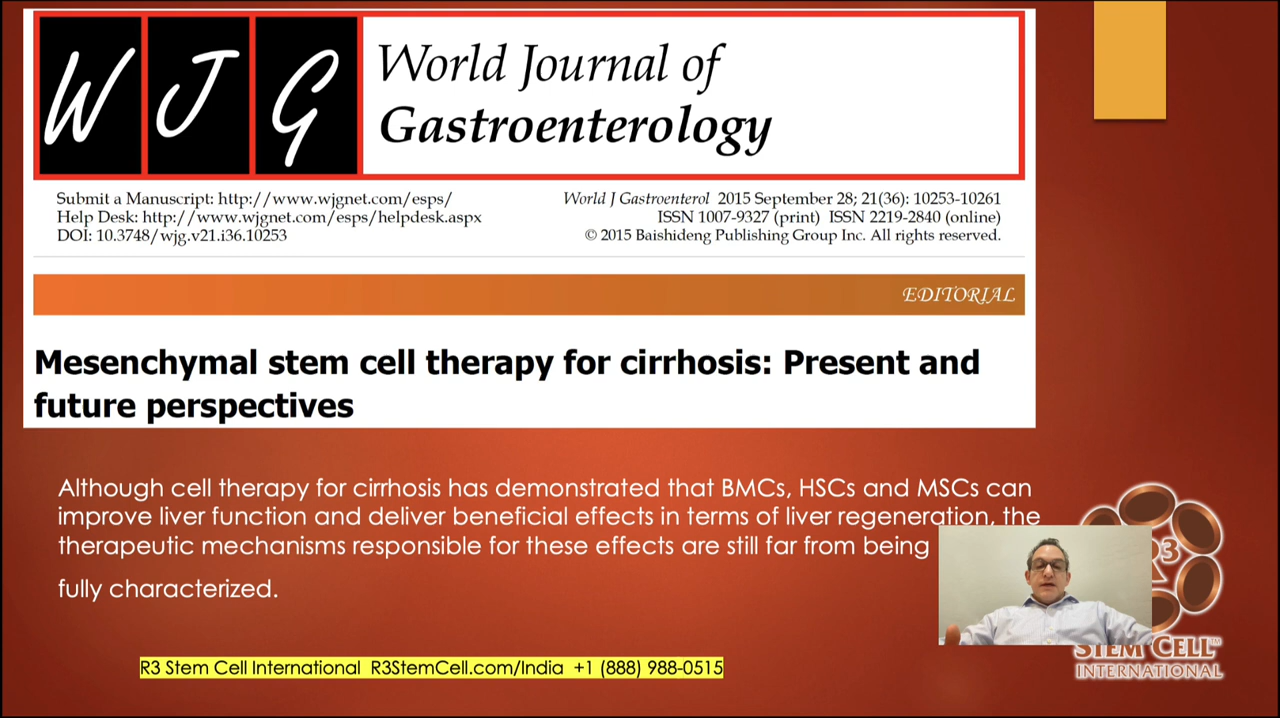 WJG
World Journal of
Gastroenterology
Submit a Manuscript: http://www.wjgnet.com/esps/
Help Desk: http://www.wjgnet.com/esps/helpdesk.aspx
DOI: 10.3748/wjg.v21.i36.10253
World J Gastroenterol 2015 September 28; 21(36): 10253-10261
ISSN 1007-9327 (print) ISSN 2219-2840 (online)
© 2015 Baishideng Publishing Group Inc. All rights reserved.
EDITORIAL
Mesenchymal stem cell therapy for cirrhosis: Present and
future perspectives
Although cell therapy for cirrhosis has demonstrated that BMCs, HSCs and MSCs can
improve liver function and deliver beneficial effects in terms of liver regeneration, the
therapeutic mechanisms responsible for these effects are still far from being
fully characterized.
R3
STEM CELL™
INTERNATIONAL
R3 Stem Cell International R3StemCell.com/India +1 (888) 988-0515